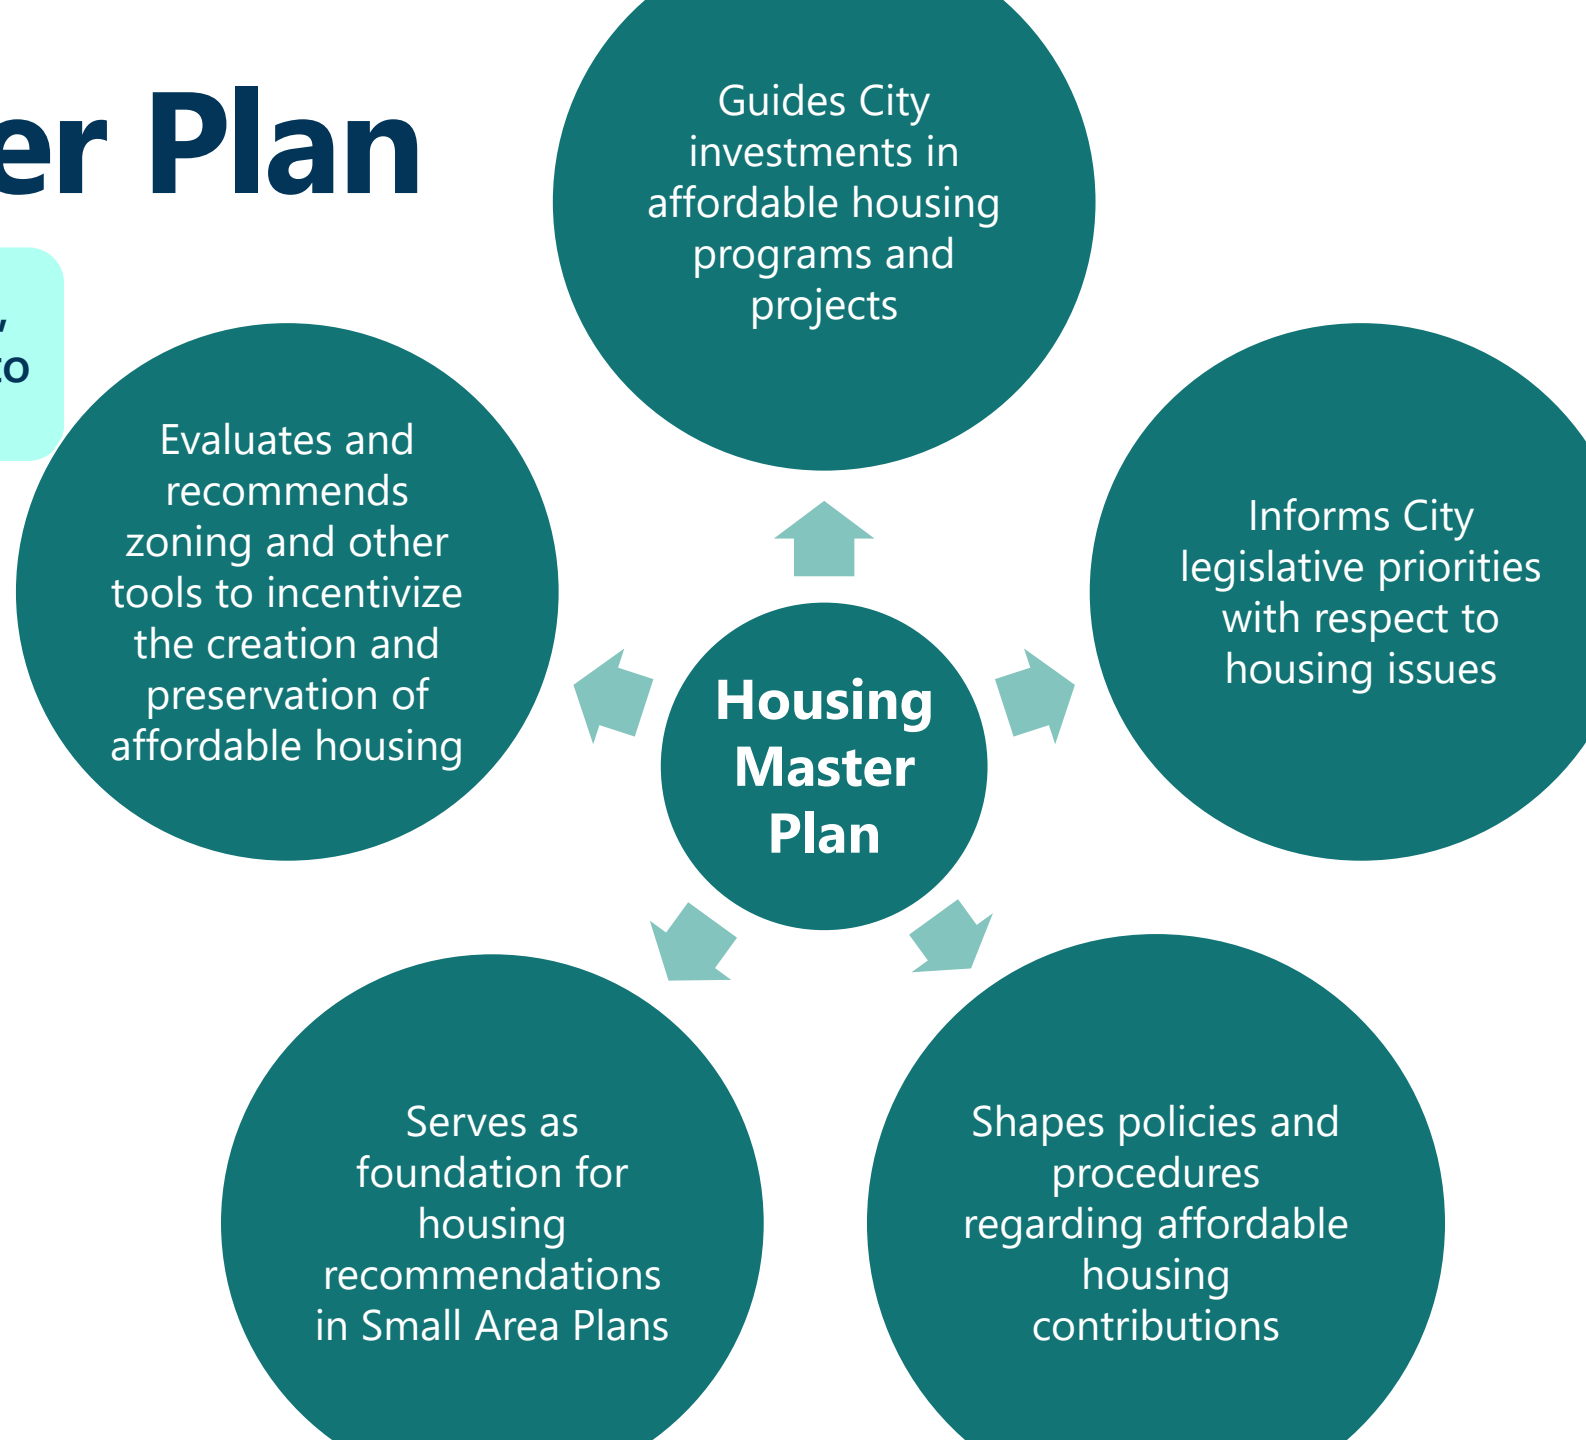 er Plan
,
to
Guides City
investments in
affordable housing
programs and
projects
Evaluates and
recommends
zoning and other
tools to incentivize
the creation and
preservation of
affordable housing
Informs City
legislative priorities
with respect to
housing issues
Housing
Master
Plan
Serves as
foundation for
housing
recommendations
in Small Area Plans
Shapes policies and
procedures
regarding affordable
housing
contributions